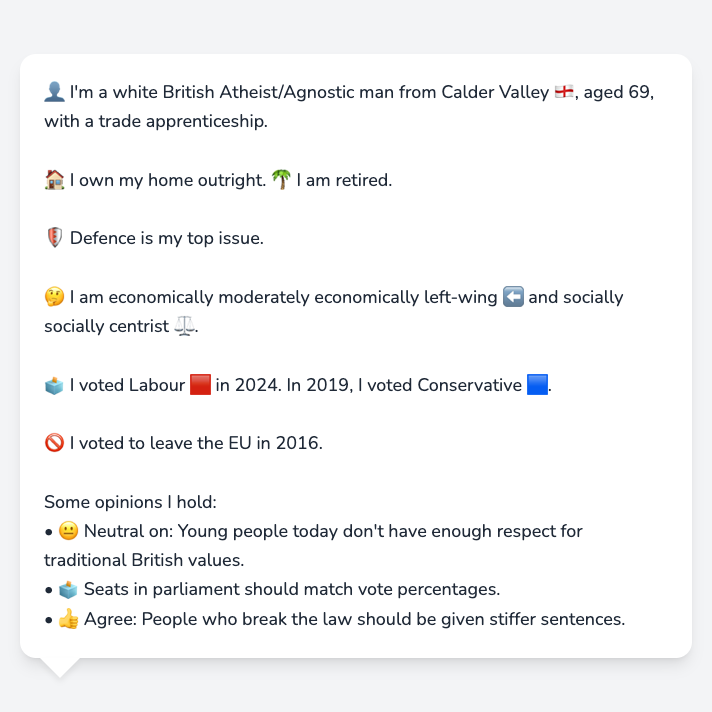 👤 I'm a white British Atheist/Agnostic man from Calder Valley 🏴󠁧󠁢󠁥󠁮󠁧󠁿, aged 69,
with a trade apprenticeship.
🏠 I own my home outright. 🌴 I am retired.
🛡️ Defence is my top issue.
🤔 I am economically moderately economically left-wing ⬅️ and socially
socially centrist ⚖️.
🗳️ I voted Labour 🟥 in 2024. In 2019, I voted Conservative 🟦.
🚫 I voted to leave the EU in 2016.
Some opinions I hold:
• 😐 Neutral on: Young people today don't have enough respect for
traditional British values.
• 🗳️ Seats in parliament should match vote percentages.
• 👍 Agree: People who break the law should be given stiffer sentences.